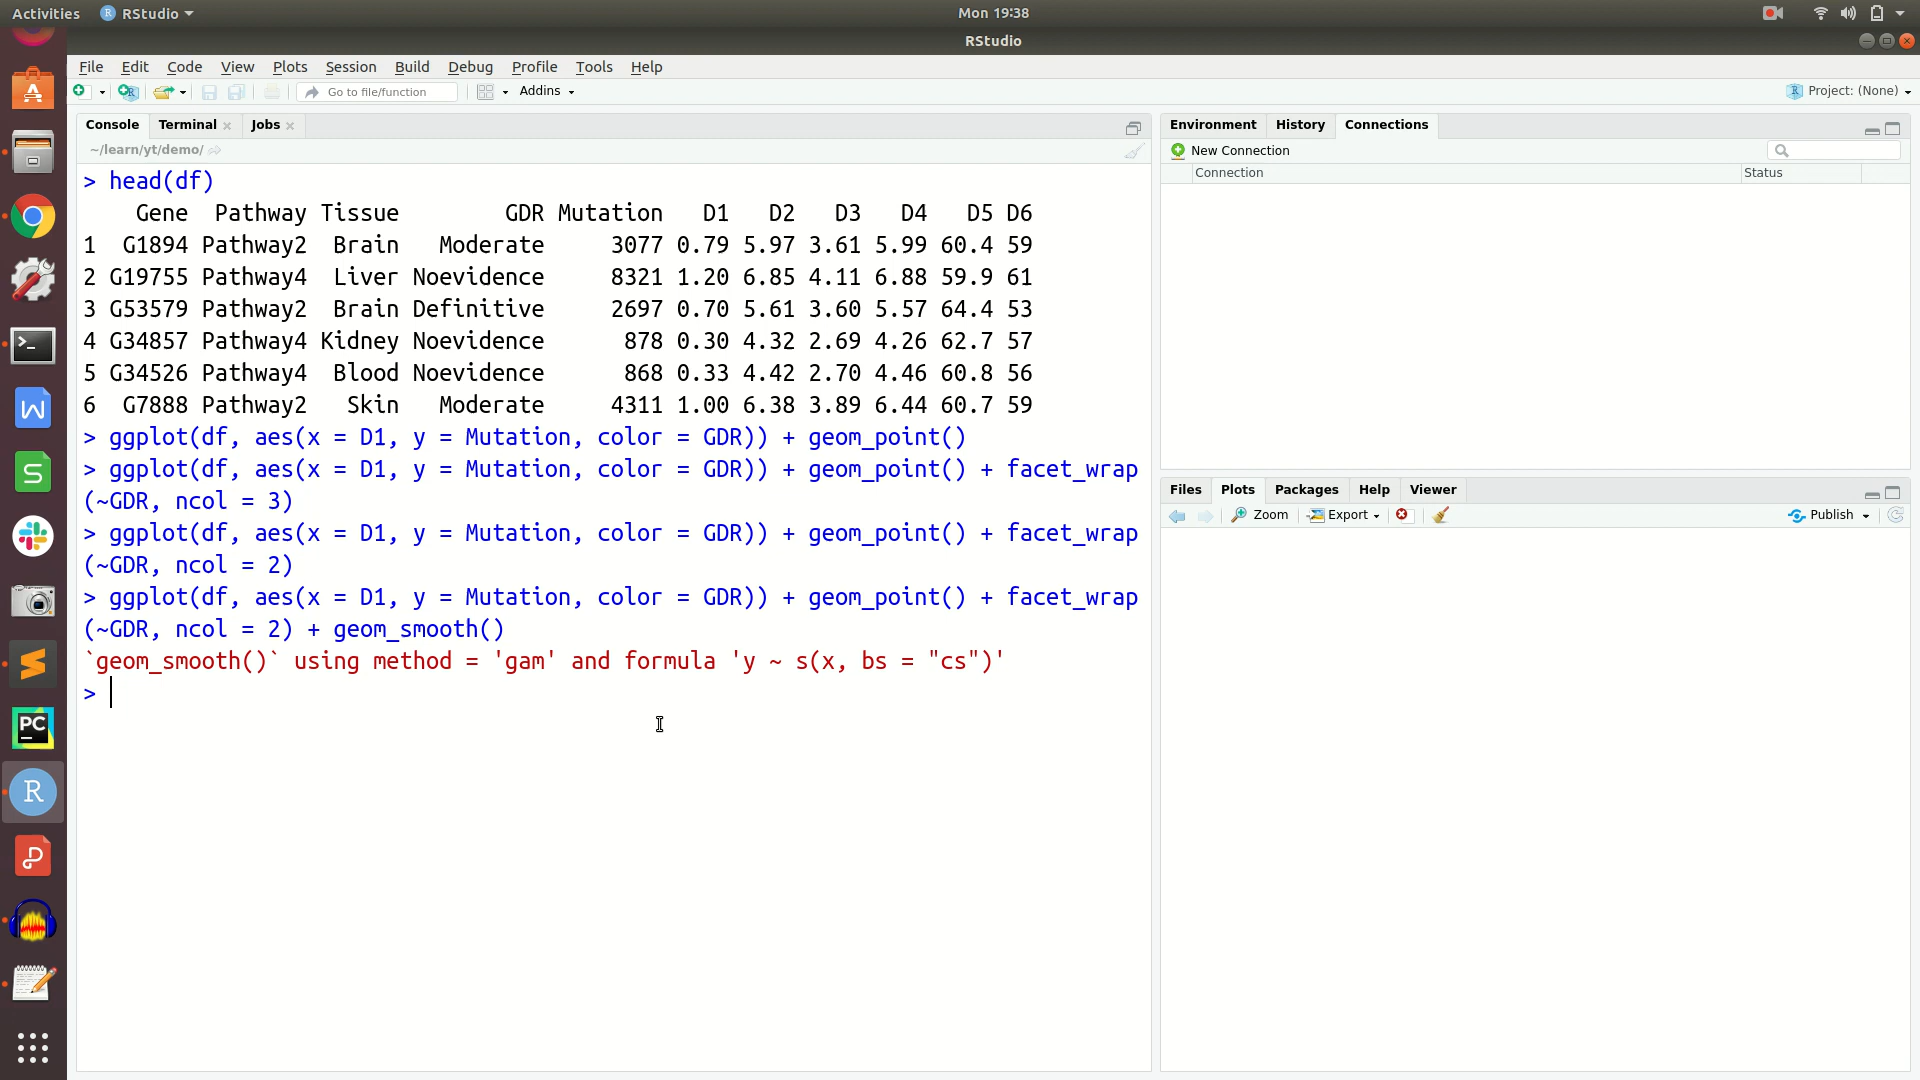 Activities RStudio Mon 19:38
RStudio
File Edit Code View Plots Session Build Debug Profile Tools Help
Go to file/function Addins Project: (None)
Console Terminal Jobs
~/learn/yt/demo/
> head(df)
Gene Pathway Tissue GDR Mutation D1 D2 D3 D4 D5 D6
1 G1894 Pathway2 Brain Moderate 3077 0.79 5.97 3.61 5.99 60.4 59
2 G19755 Pathway4 Liver Noevidence 8321 1.20 6.85 4.11 6.88 59.9 61
3 G53579 Pathway2 Brain Definitive 2697 0.70 5.61 3.60 5.57 64.4 53
4 G34857 Pathway4 Kidney Noevidence 878 0.30 4.32 2.69 4.26 62.7 57
5 G34526 Pathway4 Blood Noevidence 868 0.33 4.42 2.70 4.46 60.8 56
6 G7888 Pathway2 Skin Moderate 4311 1.00 6.38 3.89 6.44 60.7 59
> ggplot(df, aes(x = D1, y = Mutation, color = GDR)) + geom_point()
> ggplot(df, aes(x = D1, y = Mutation, color = GDR)) + geom_point() + facet_wrap
(~GDR, ncol = 3)
> ggplot(df, aes(x = D1, y = Mutation, color = GDR)) + geom_point() + facet_wrap
(~GDR, ncol = 2)
> ggplot(df, aes(x = D1, y = Mutation, color = GDR)) + geom_point() + facet_wrap
(~GDR, ncol = 2) + geom_smooth()
`geom_smooth()` using method = 'gam' and formula 'y ~ s(x, bs = "cs")'
>
Environment History Connections
New Connection
Connection Status
Files Plots Packages Help Viewer
Zoom Export Publish
A
W
S
PC
R
P